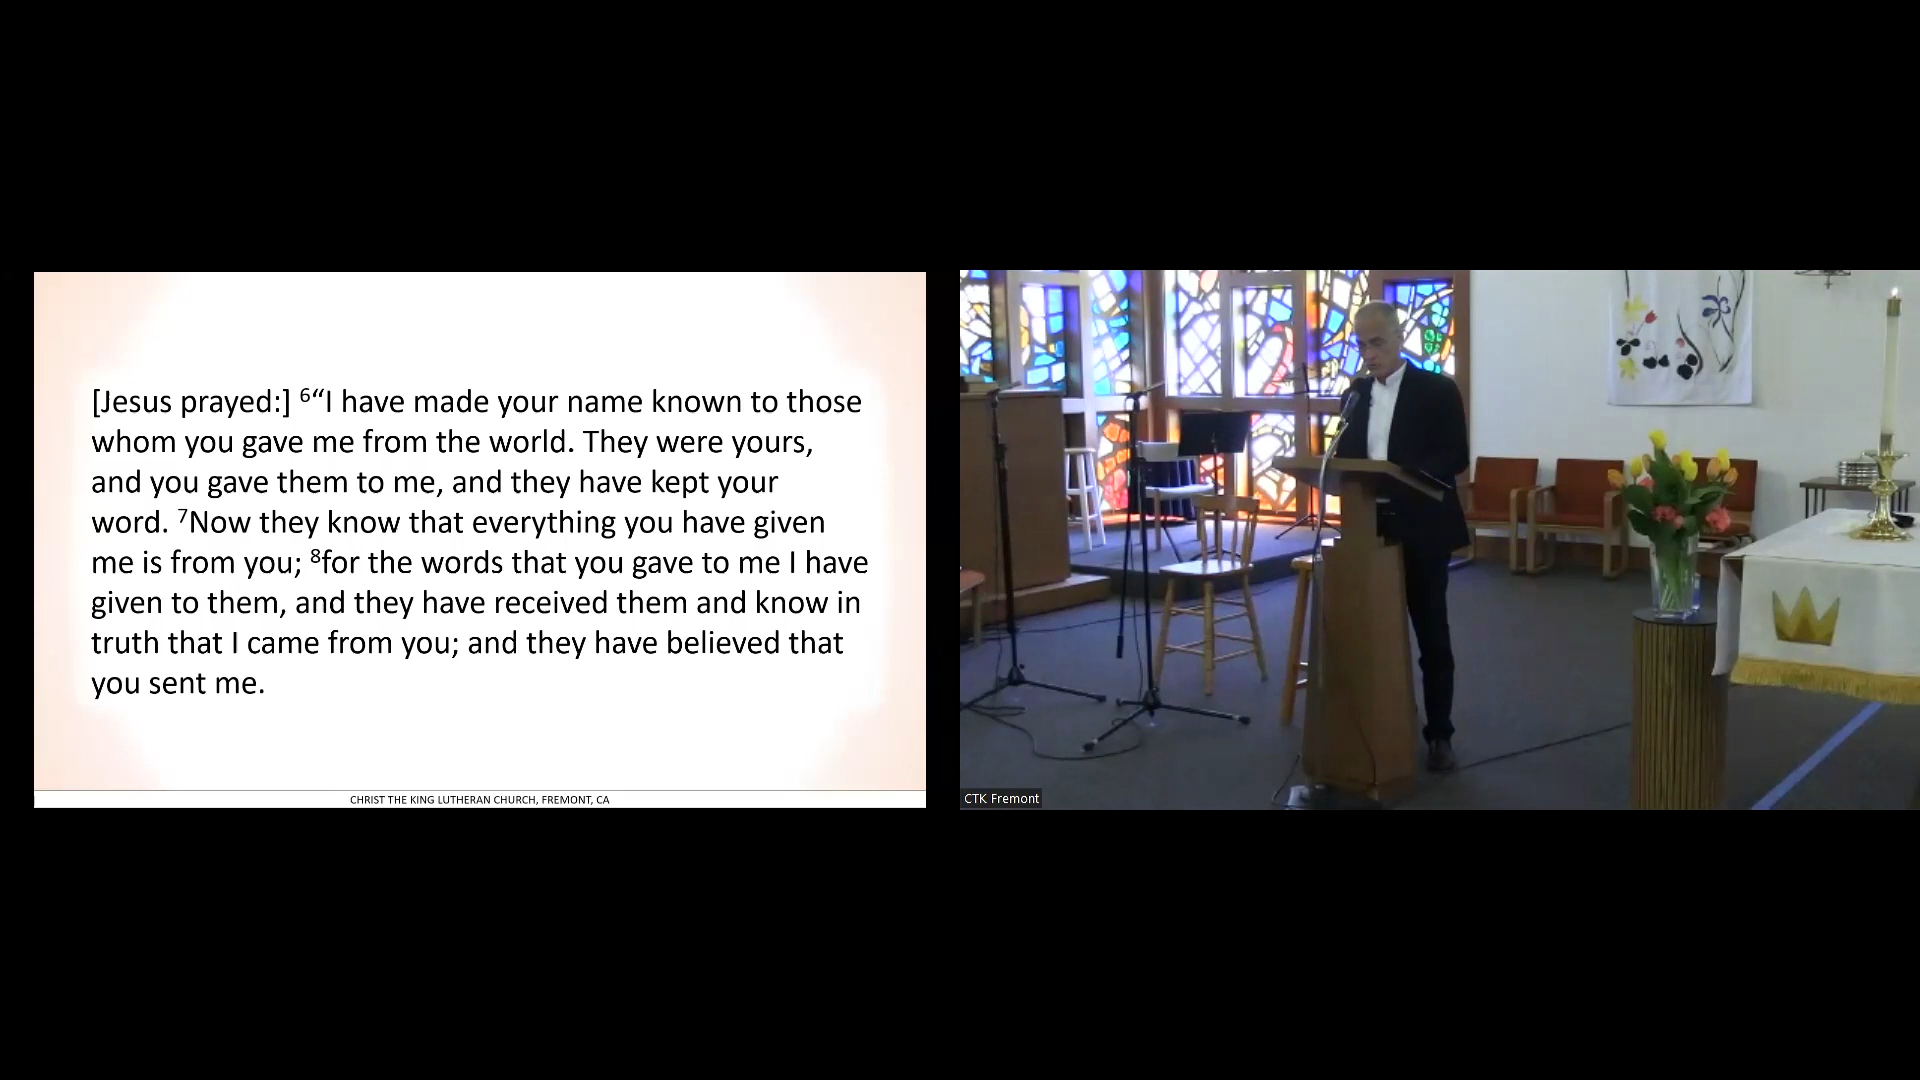 [Jesus prayed:] ⁶“I have made your name known to those
whom you gave me from the world. They were yours,
and you gave them to me, and they have kept your
word. ⁷Now they know that everything you have given
me is from you; ⁸for the words that you gave to me I have
given to them, and they have received them and know in
truth that I came from you; and they have believed that
you sent me.
CHRIST THE KING LUTHERAN CHURCH, FREMONT, CA
CTK Fremont